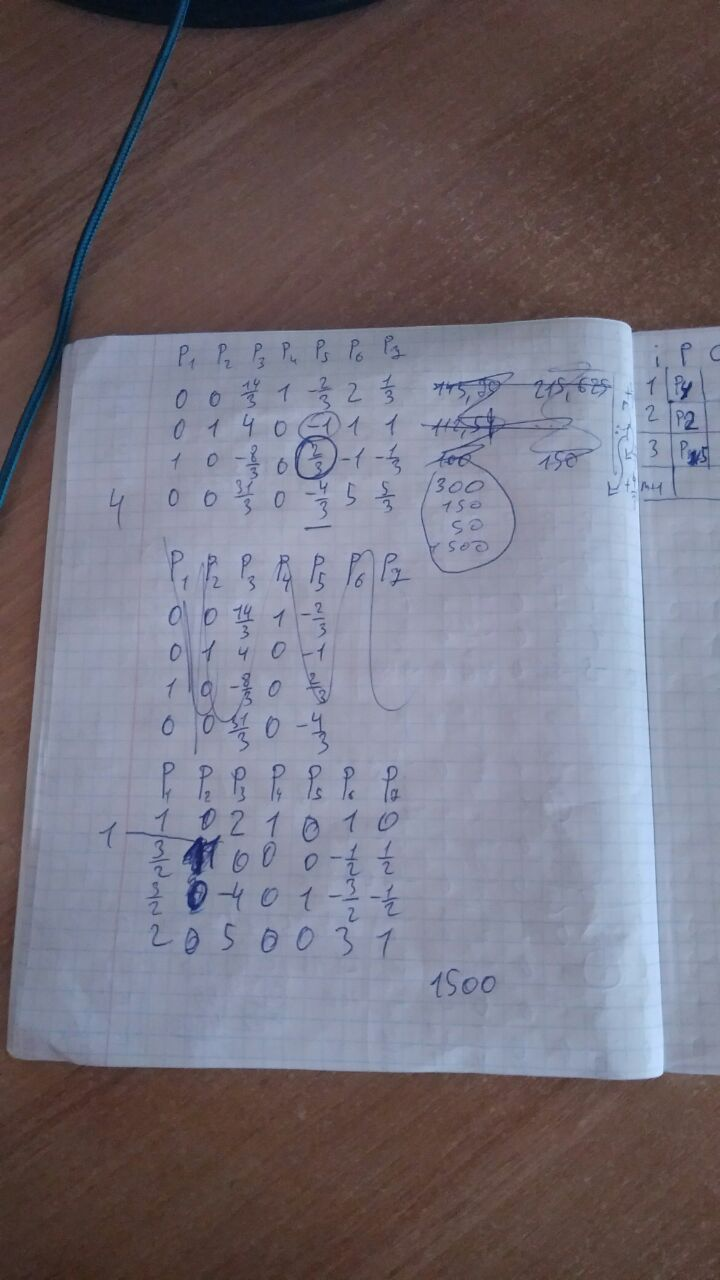 P₁ P₂ P₃ P₄ P₅ P₆ P₇
0 0 14/3 1 -2/3 2 1/3 215,625
0 1 4 0 -1 1 1
1 0 -8/3 0 2/3 -1 -1/3 100 150
4 0 0 31/3 0 -4/3 5 5/3
300
150
50
1500
P₁ P₂ P₃ P₄ P₅ P₆ P₇
0 0 14/3 1 -2/3
0 1 4 0 -1
1 0 -8/3 0 2/3
0 0 31/3 0 -4/3
P₁ P₂ P₃ P₄ P₅ P₆ P₇
1 0 2 1 0 1 0
1 3/2 1 0 0 0 -1/2 1/2
3/2 0 -4 0 1 -3/2 -1/2
2 0 5 0 0 3 1
1500
i P
1 P4
2 P2
3 P5
m+1